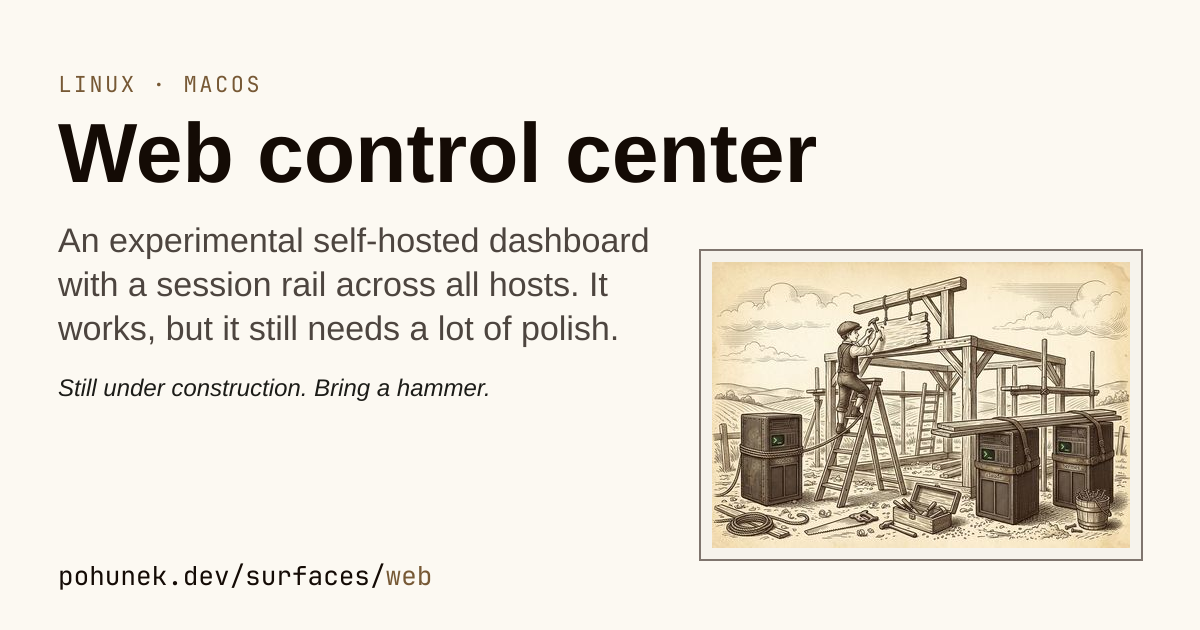 LINUX · MACOS
Web control center
An experimental self-hosted dashboard
with a session rail across all hosts. It
works, but it still needs a lot of polish.
Still under construction. Bring a hammer.
pohunek.dev/surfaces/web